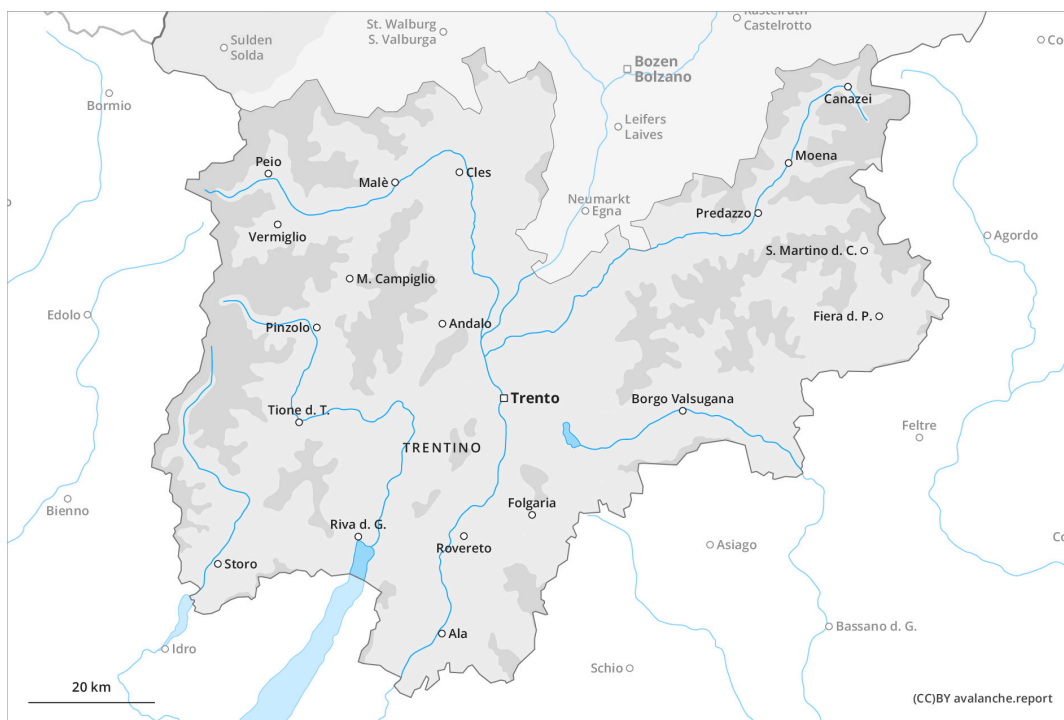 St. Walburg
S. Valburga
Kastelruth
Castelrotto
Sulden
Solda
Bozen
Bolzano
Bormio
Canazei
Leifers
Laives
Moena
Peio
Malè
Cles
Neumarkt
Egna
Predazzo
Vermiglio
Agordo
S. Martino d. C.
M. Campiglio
Edolo
Pinzolo
Andalo
Fiera d. P.
Trento
Borgo Valsugana
Tione d. T.
Feltre
TRENTINO
Bienno
Folgaria
Riva d. G.
Rovereto
Asiago
Storo
Ala
Bassano d. G.
Idro
Schio
20 km
(CC)BY avalanche.report